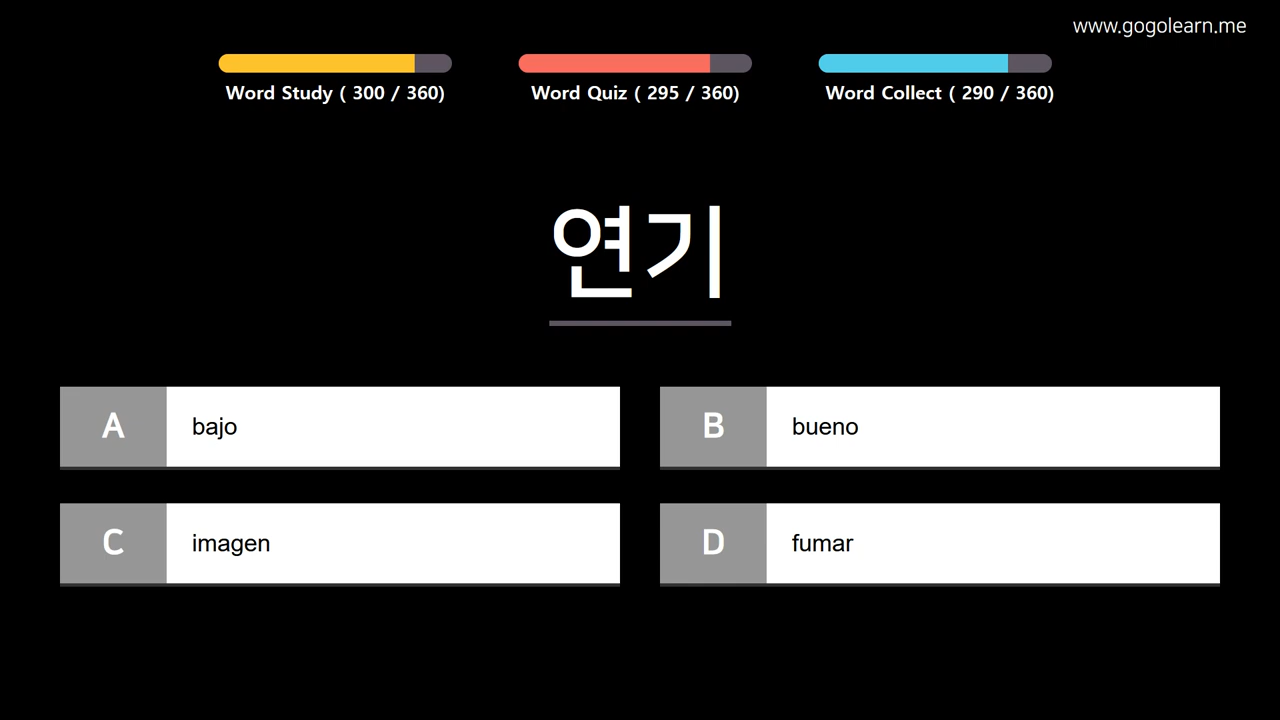 www.gogolearn.me
Word Study ( 300 / 360)
Word Quiz ( 295 / 360)
Word Collect ( 290 / 360)
연기
A bajo
B bueno
C imagen
D fumar